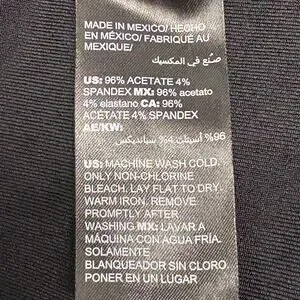 MADE IN MEXICO/ HECHO
EN MÉXICO/ FABRIQUÉ AU
MEXIQUE/
صُنع في المكسيك
US: 96% ACETATE 4%
SPANDEX MX: 96% acetato
4% elastano CA: 96%
ACÉTATE 4% SPANDEX
AE/KW:
96% أسيتات 4% سباندیكس
US: MACHINE WASH COLD.
ONLY NON-CHLORINE
BLEACH. LAY FLAT TO DRY.
WARM IRON. REMOVE
PROMPTLY AFTER
WASHING MX: LAVAR A
MÁQUINA CON AGUA FRÍA.
SOLAMENTE
BLANQUEADOR SIN CLORO.
PONER EN UN LUGAR